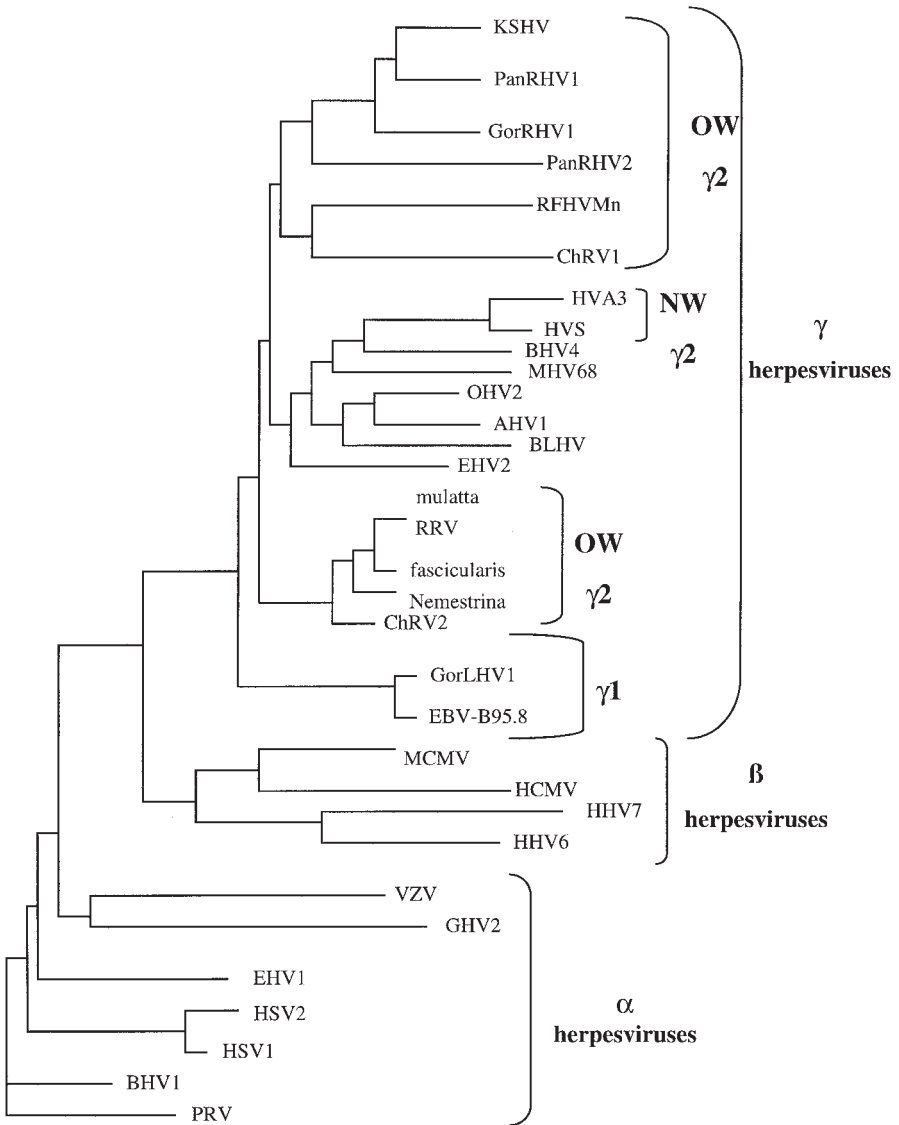 KSHV
PanRHV1
GorRHV1
PanRHV2
RFHVMn
ChRV1
OW
γ2
HVA3
HVS
NW
γ2
BHV4
MHV68
OHV2
AHV1
BLHV
EHV2
γ
herpesviruses
mulatta
RRV
fascicularis
Nemestrina
ChRV2
OW
γ2
GorLHV1
EBV-B95.8
γ1
MCMV
HCMV
HHV7
HHV6
ß
herpesviruses
VZV
GHV2
EHV1
HSV2
HSV1
BHV1
PRV
α
herpesviruses